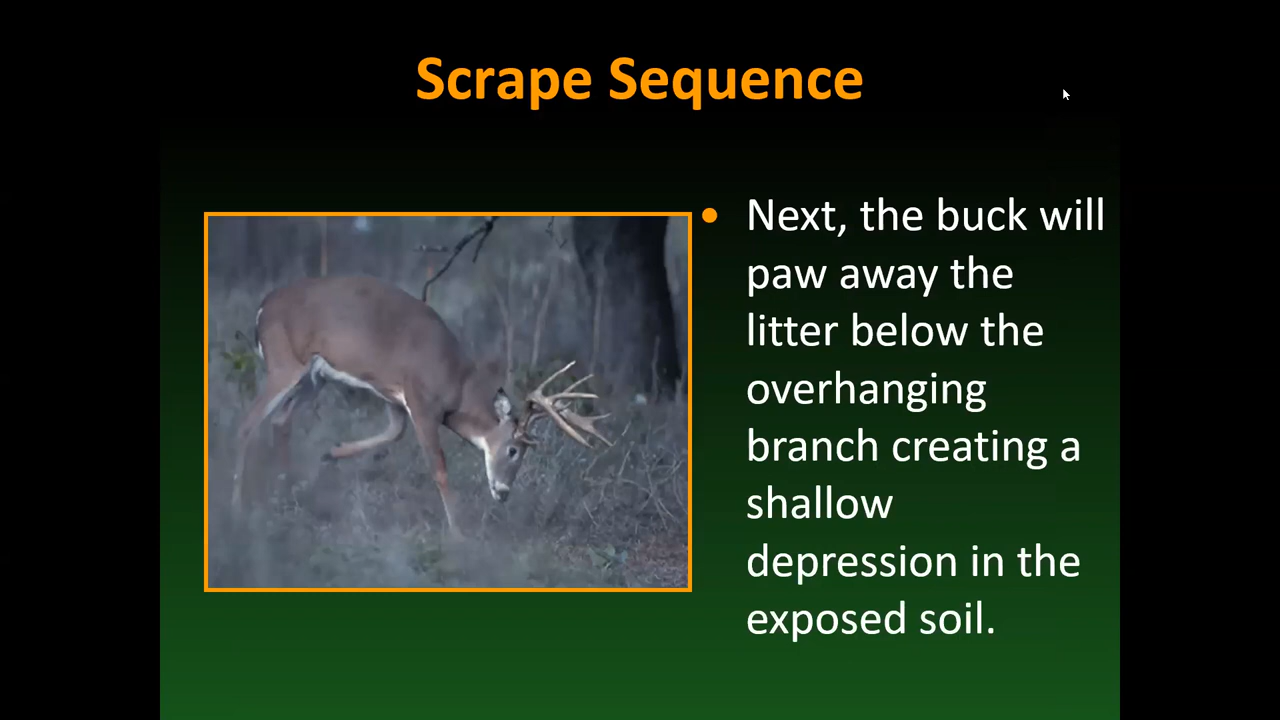 Scrape Sequence
• Next, the buck will
paw away the
litter below the
overhanging
branch creating a
shallow
depression in the
exposed soil.